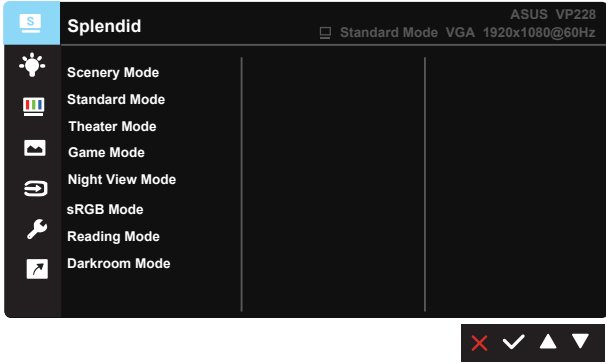 S
Splendid
ASUS VP228
Standard Mode VGA 1920x1080@60Hz
Scenery Mode
Standard Mode
Theater Mode
Game Mode
Night View Mode
sRGB Mode
Reading Mode
Darkroom Mode